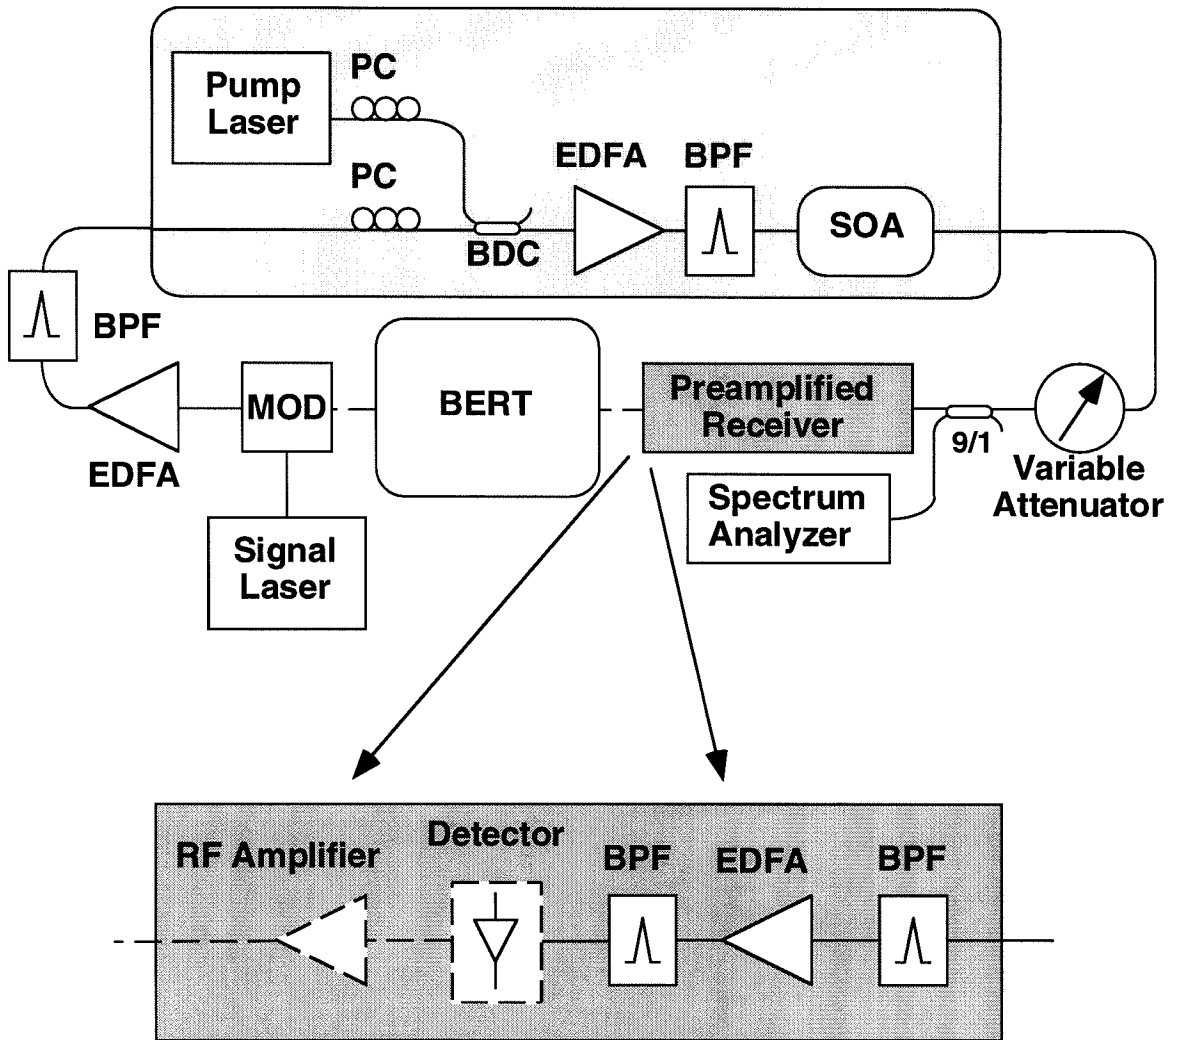 PC
Pump
Laser
EDFA
BPF
PC
SOA
BDC
BPF
MOD
BERT
Preamplified
Receiver
9/1
EDFA
Variable
Attenuator
Spectrum
Analyzer
Signal
Laser
Detector
RF Amplifier
BPF
EDFA
BPF